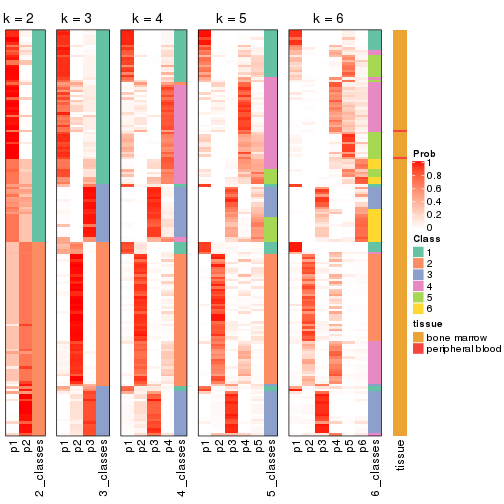 k = 2 k = 3 k = 4 k = 5 k = 6
Prob
1
0.8
0.6
0.4
0.2
0
Class
1
2
3
4
5
6
tissue
bone marrow
peripheral blood
p1 p2 2_classes p1 p2 p3 3_classes p1 p2 p3 p4 4_classes p1 p2 p3 p4 p5 5_classes p1 p2 p3 p4 p5 p6 6_classes tissue